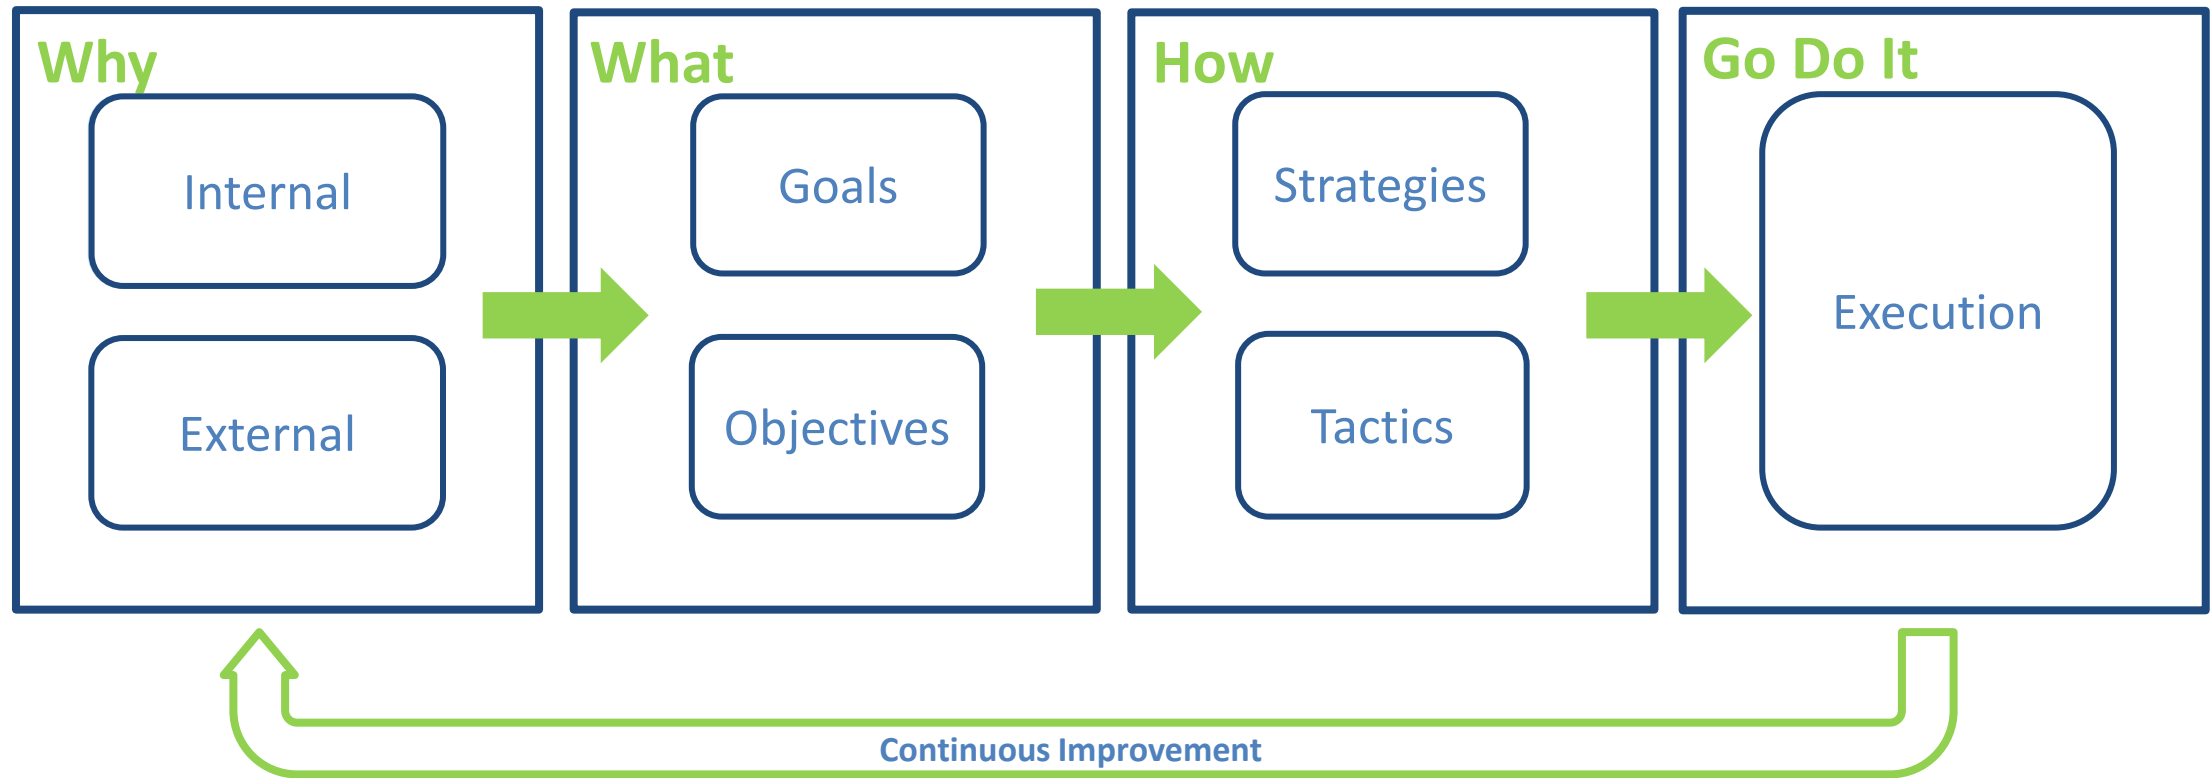 Why
Internal
External
What
Goals
Objectives
How
Strategies
Tactics
Go Do It
Execution
Continuous Improvement